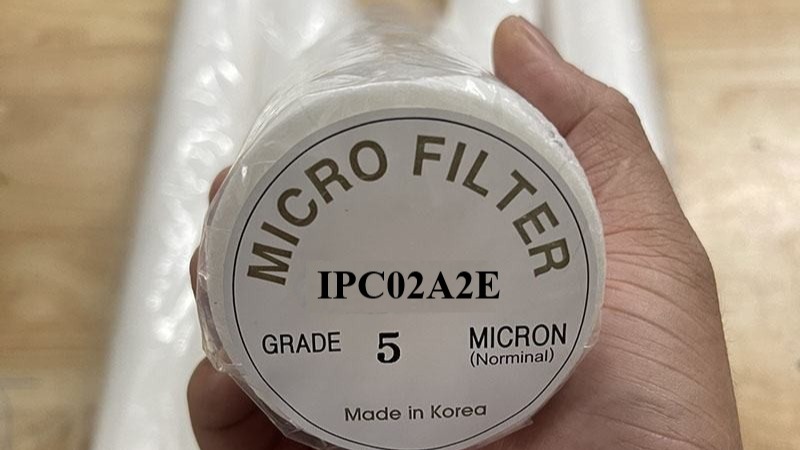 MICRO FILTER
IPC02A2E
GRADE 5 MICRON
(Norminal)
Made in Korea